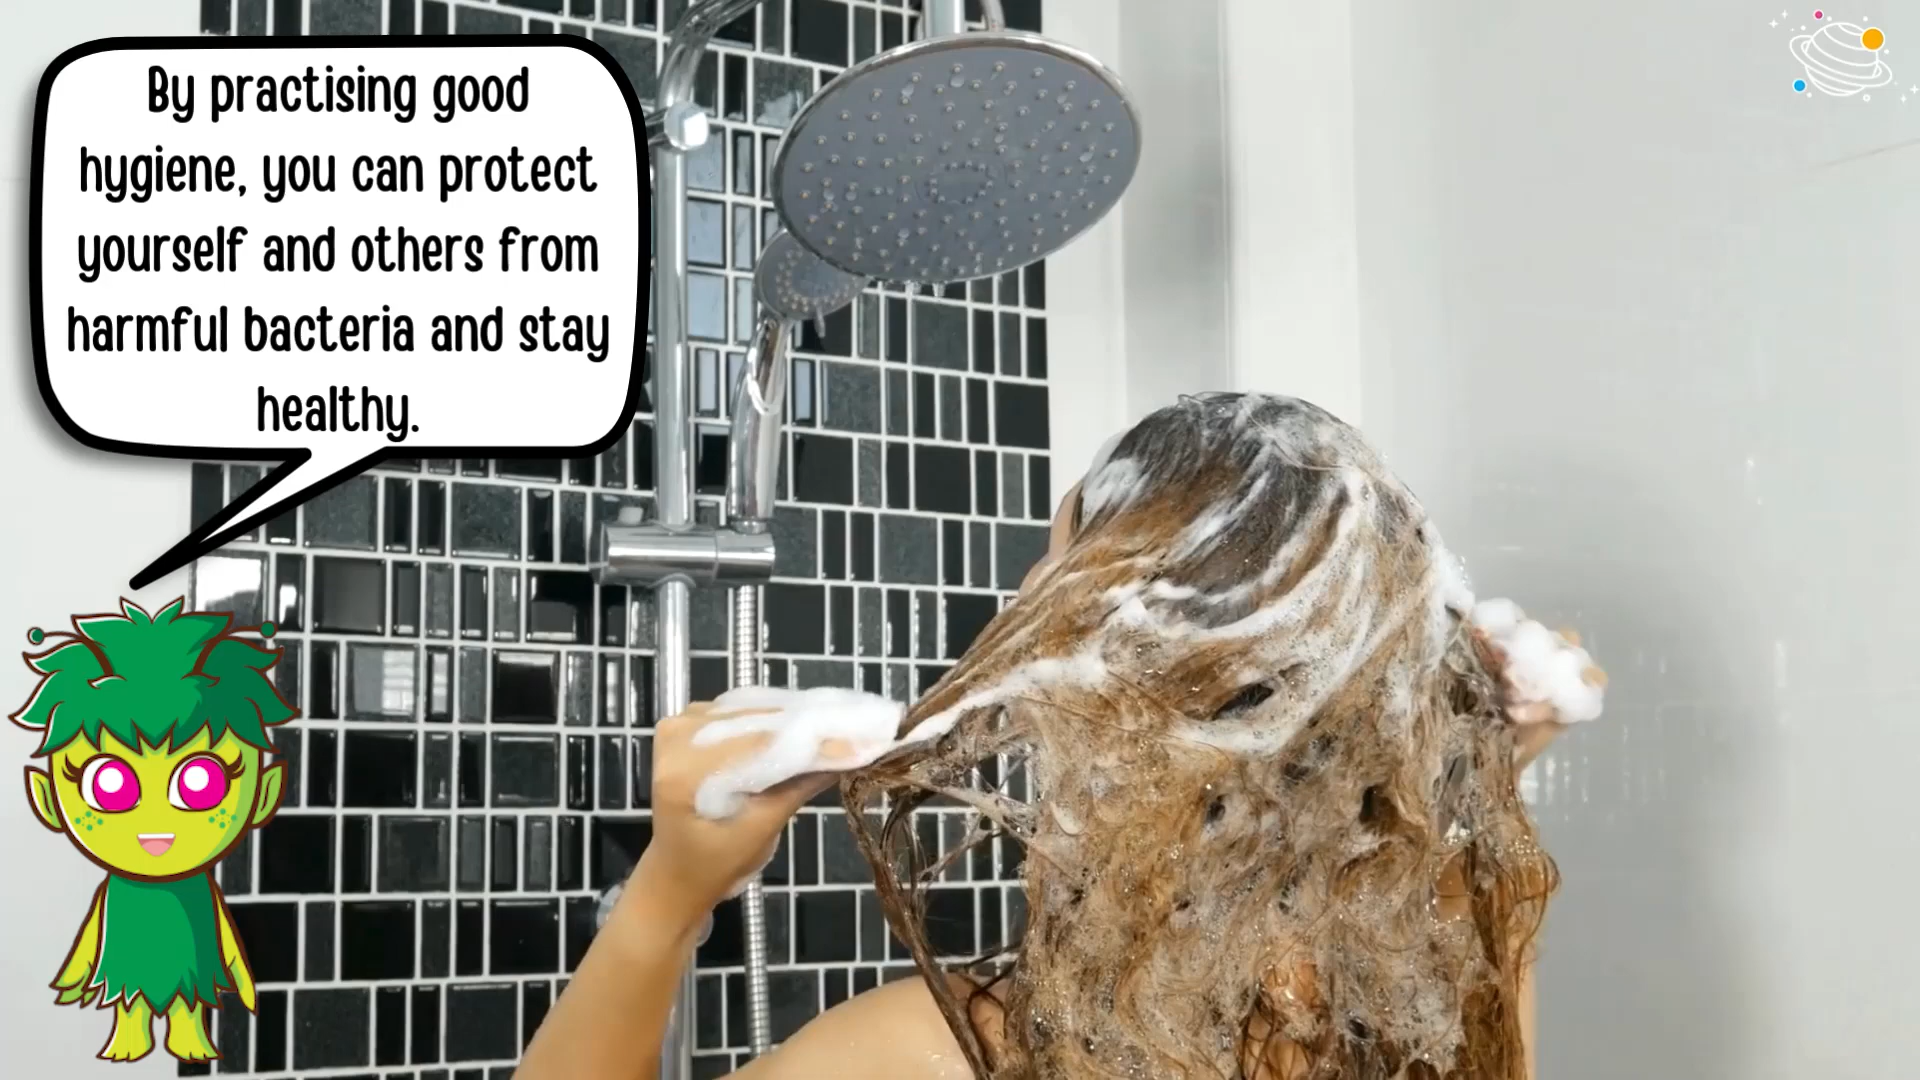 By practising good
hygiene, you can protect
yourself and others from
harmful bacteria and stay
healthy.